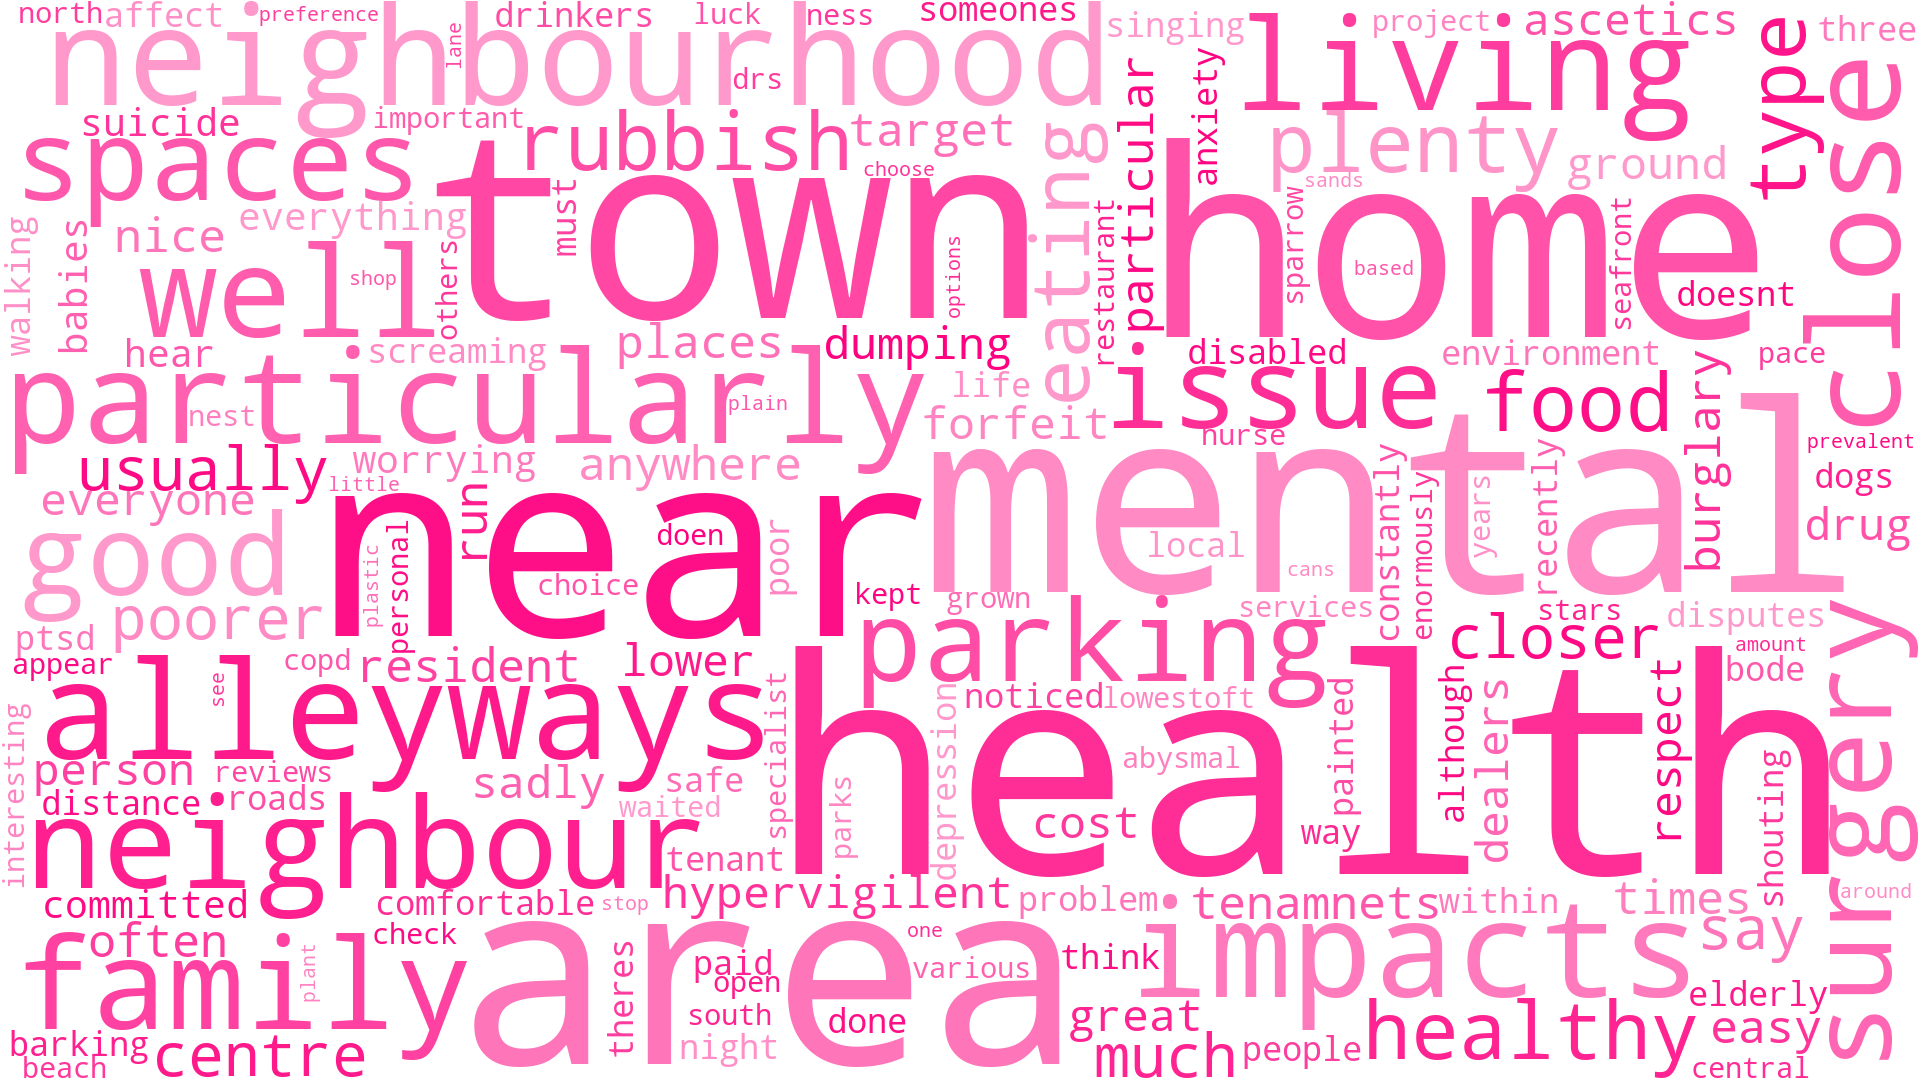 north
affect
preference
drinkers
luck
ness
someones
singing
project
ascetics
three
neighbourhood
lane
drs
living
type
close
suicide
important
rubbish
target
particular
anxiety
plenty
ground
spaces
town
choose
eating
home
sands
walking
babies
nice
everything
must
others
options
restaurant
sparrow
based
seafront
doesnt
well
shop
hear
screaming
places
dumping
disabled
environment
pace
particularly
nest
plain
life
forfeit
issue
nurse
food
burglary
prevalent
usually
worrying
little
anywhere
mental
constantly
enormously
years
recently
dogs
everyone
near
run
doen
poor
local
cans
drug
good
plastic
personal
choice
kept
grown
services
stars
disputes
poorer
ptsd
parking
closer
amount
appear
copd
resident
lower
bode
surgery
alleyways
see
specialist
noticed
lowestoft
depression
health
painted
although
dealers
respect
person
reviews
sadly
safe
abysmal
shouting
interesting
distance
roads
waited
parks
cost
way
neighbour
tenant
committed
comfortable
stop
hypervigilent
problem
tenamnets
within
times
around
often
check
one
say
family
plant
area
theres
paid
open
various
think
impacts
elderly
south
done
great
healthy
easy
barking
beach
centre
night
much
people
central